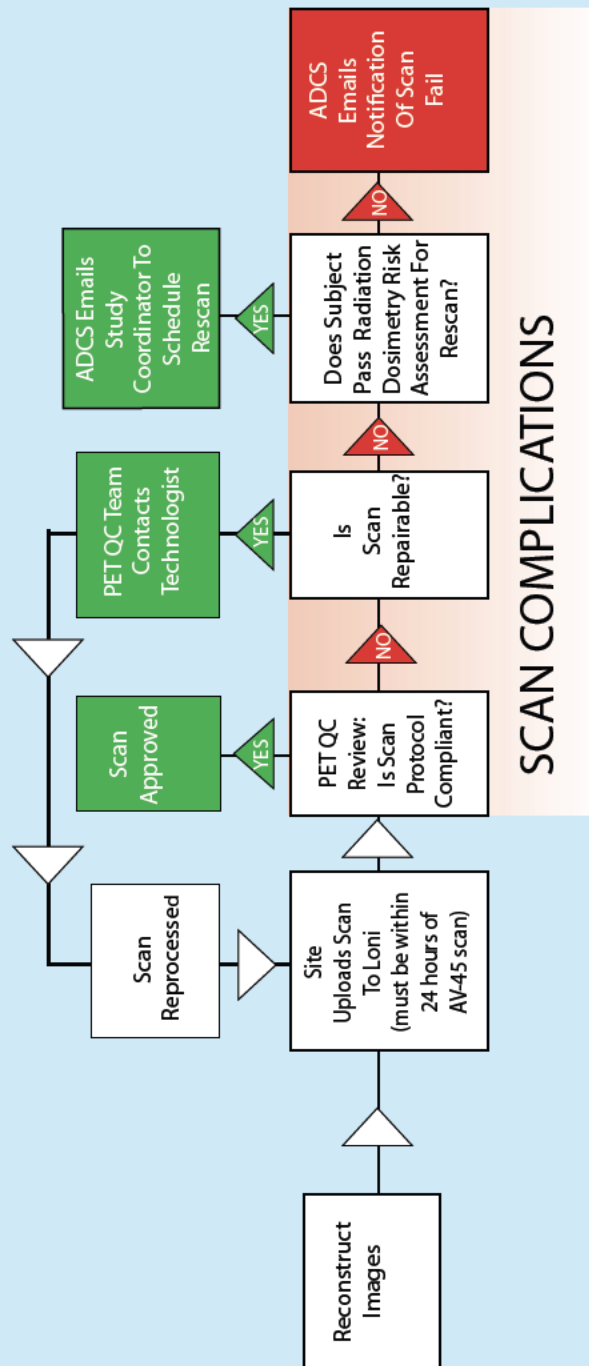 Reconstruct
Images
Scan
Reprocessed
Site
Uploads Scan
To Loni
(must be within
24 hours of
AV-45 scan)
Scan
Approved
YES
PET QC
Review:
Is Scan
Protocol
Compliant?
NO
PET QC Team
Contacts
Technologist
YES
Is
Scan
Repairable?
NO
ADCS Emails
Study
Coordinator To
Schedule
Rescan
YES
Does Subject
Pass Radiation
Dosimetry Risk
Assessment For
Rescan?
NO
ADCS
Emails
Notification
Of Scan
Fail
SCAN COMPLICATIONS